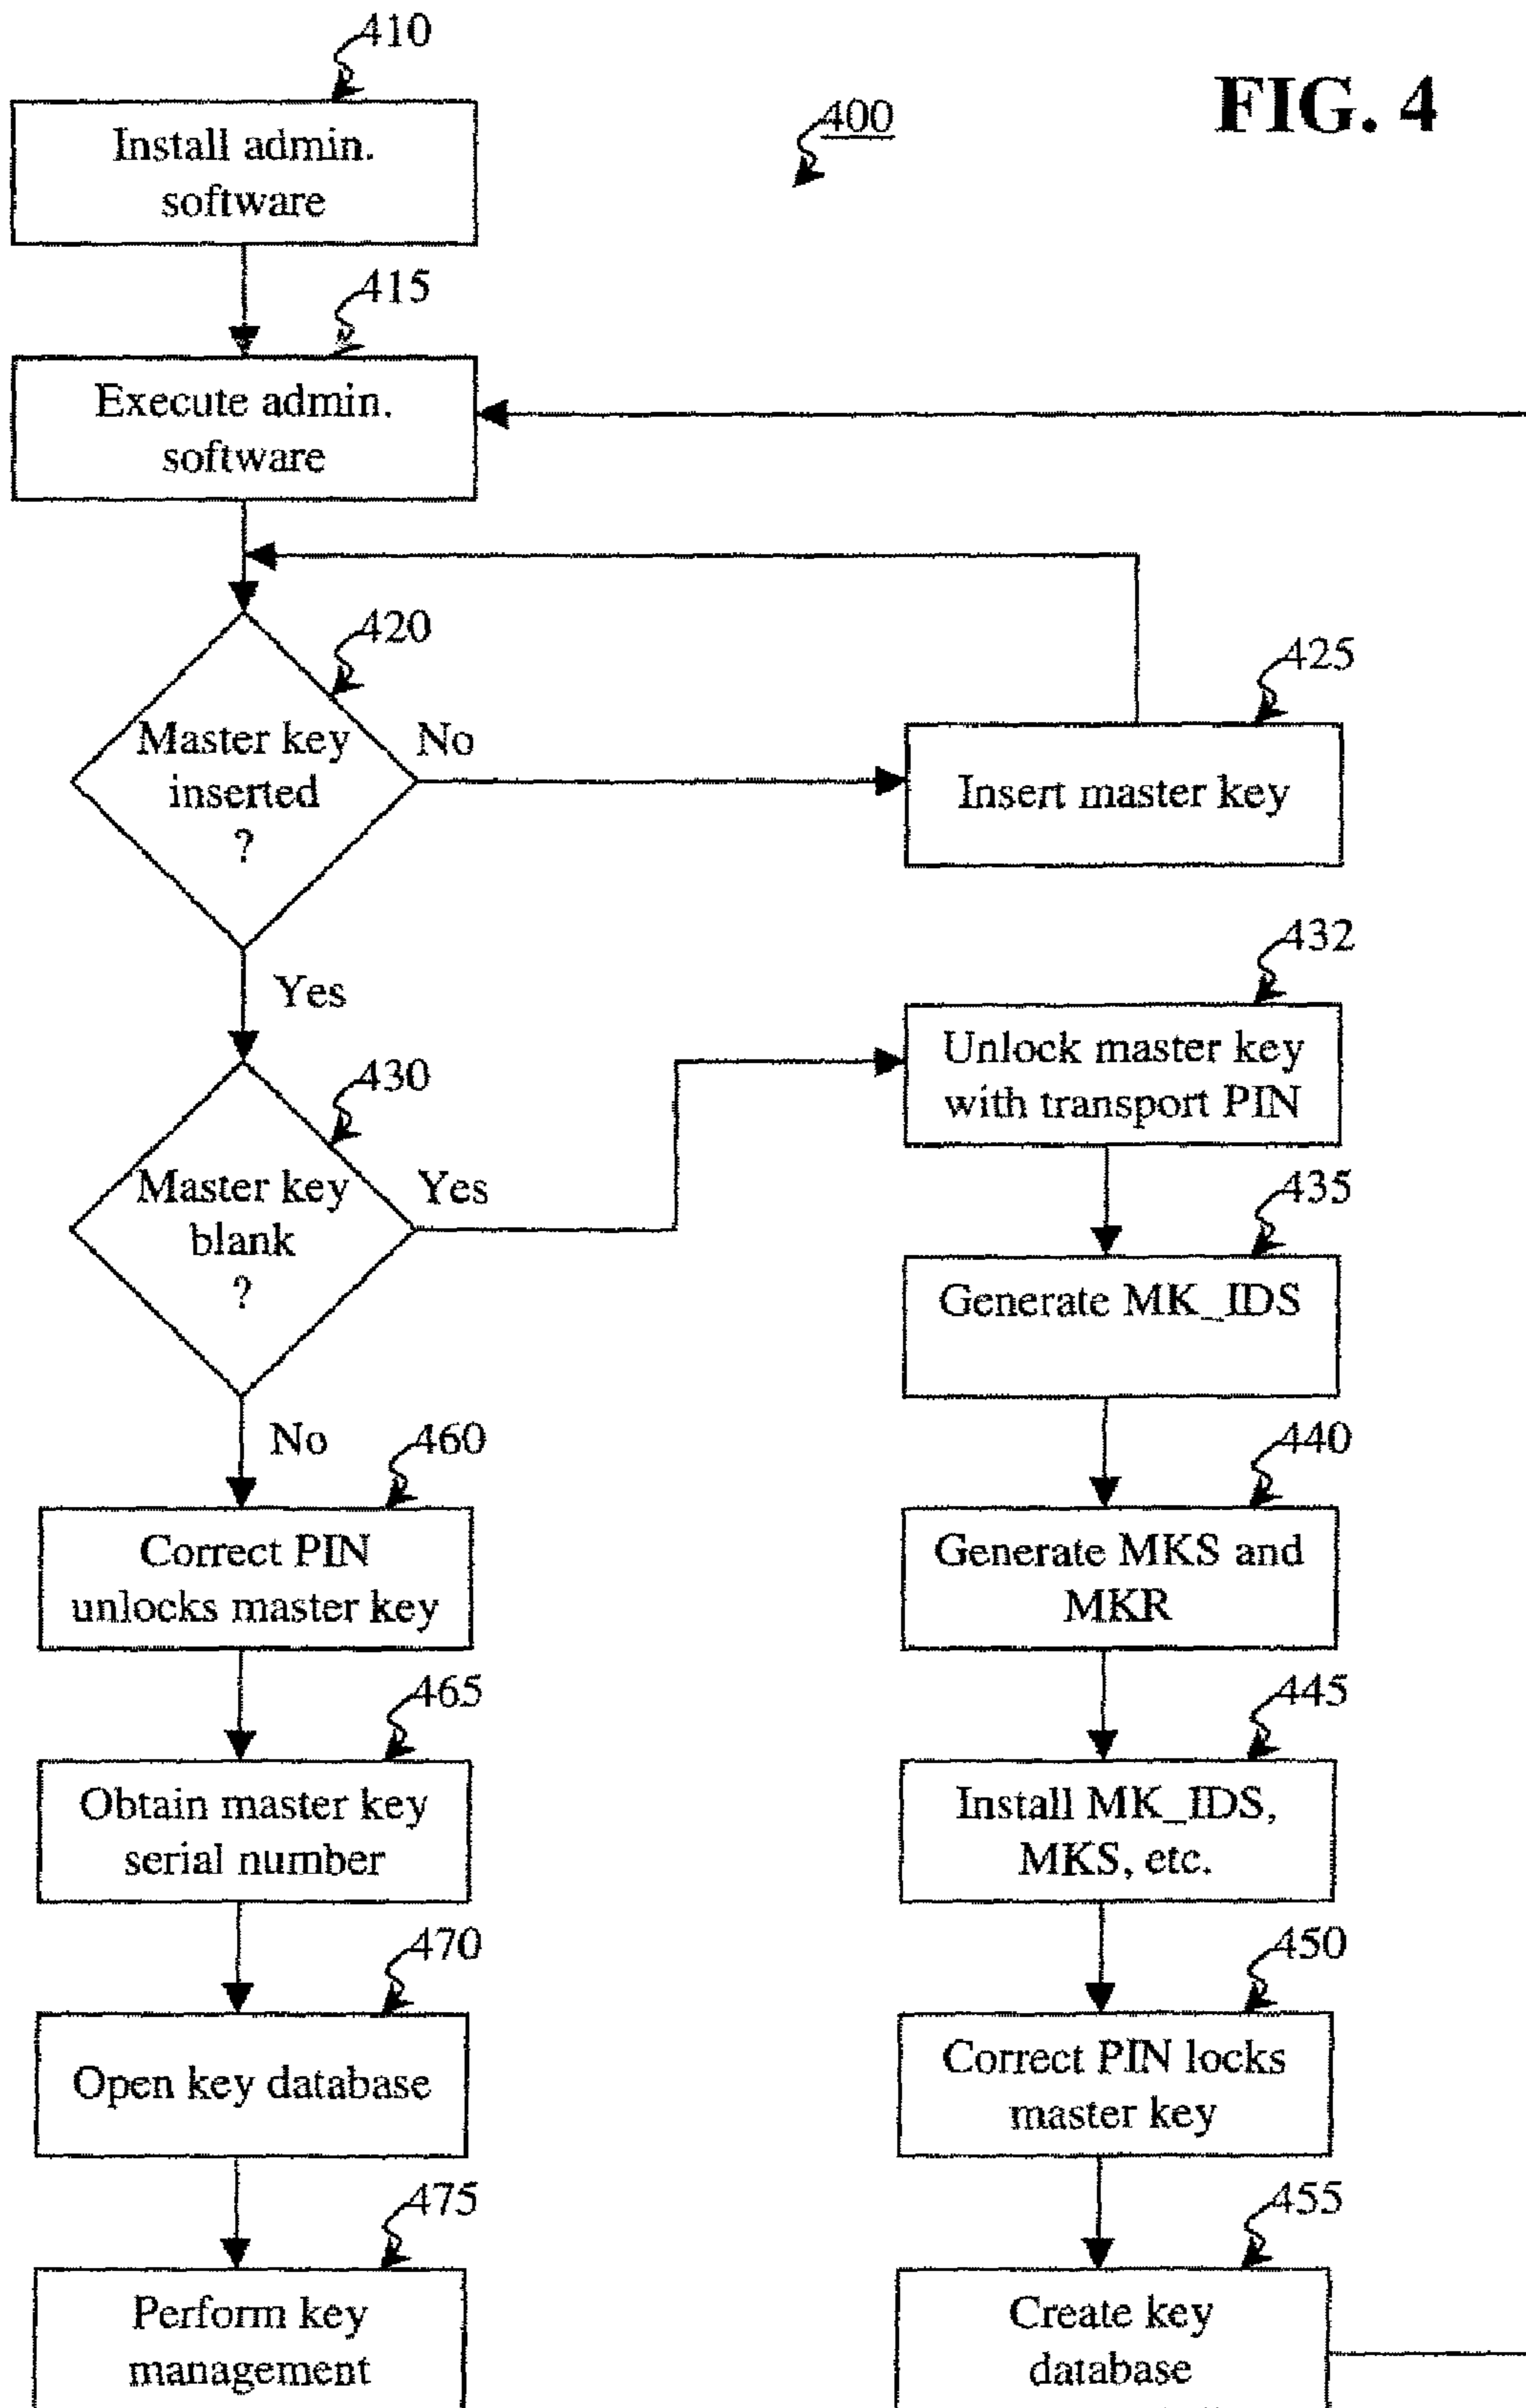 FIG. 4
400
410
Install admin.
software
415
Execute admin.
software
420
Master key
inserted
?
No
Yes
425
Insert master key
430
Master key
blank
?
Yes
No
432
Unlock master key
with transport PIN
435
Generate MK_IDS
440
Generate MKS and
MKR
445
Install MK_IDS,
MKS, etc.
450
Correct PIN locks
master key
455
Create key
database
460
Correct PIN
unlocks master key
465
Obtain master key
serial number
470
Open key database
475
Perform key
management